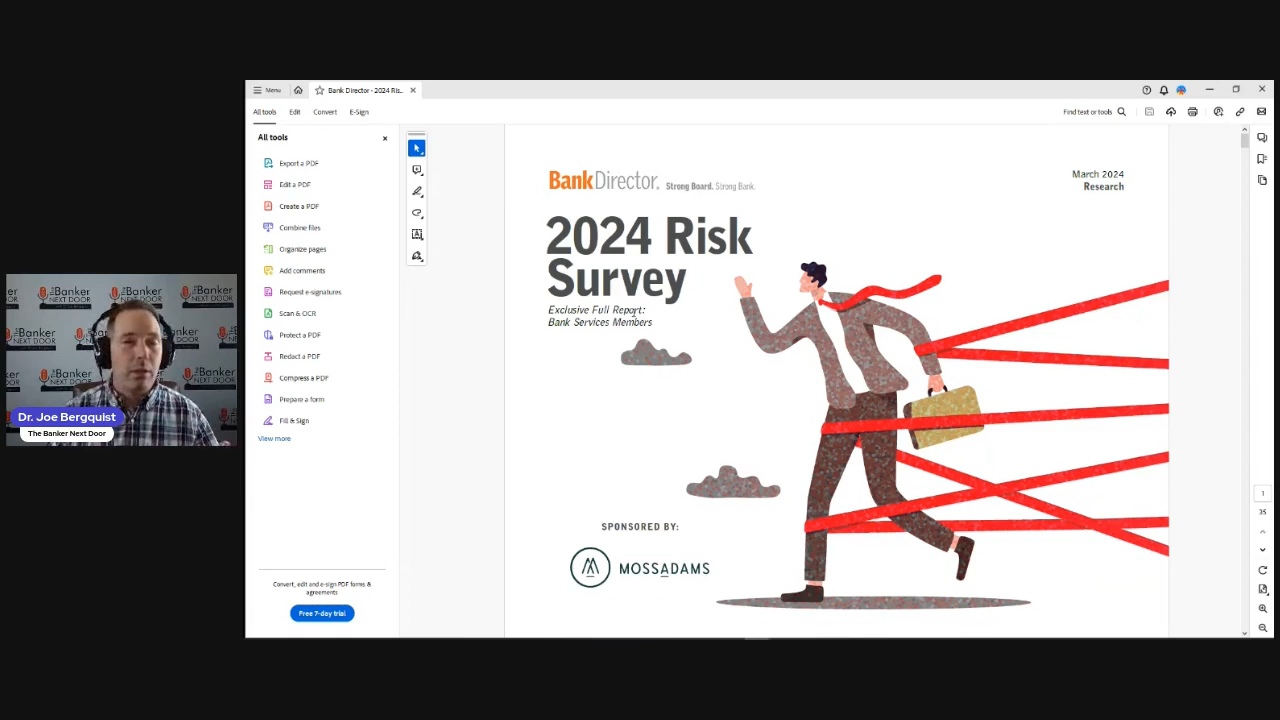 Menu
Bank Director - 2024 Ris...
All tools
Edit
Convert
E-Sign
Find text or tools
All tools
Export a PDF
Edit a PDF
Create a PDF
Combine files
Organize pages
Add comments
Request e-signatures
Scan & OCR
Protect a PDF
Redact a PDF
Compress a PDF
Prepare a form
Fill & Sign
View more
Convert, edit and e-sign PDF forms &
agreements
Free 7-day trial
BankDirector. Strong Board. Strong Bank.
March 2024
Research
2024 Risk
Survey
Exclusive Full Report:
Bank Services Members
SPONSORED BY:
MOSSADAMS
1
35
BANKER
NEXT DOOR
Dr. Joe Bergquist
The Banker Next Door